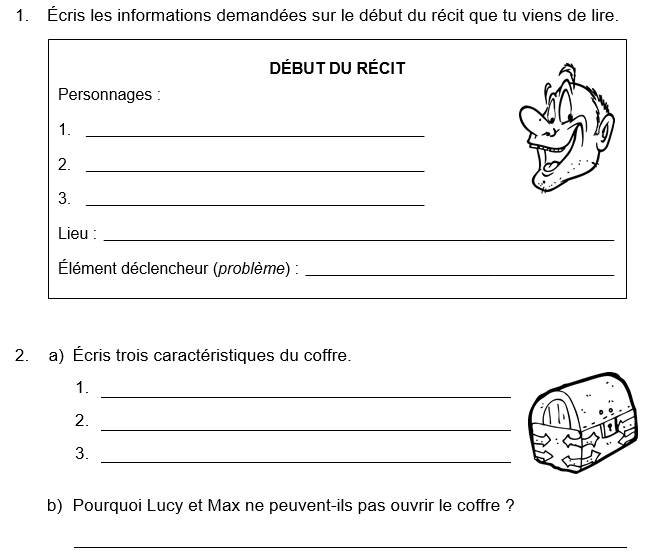 1. Écris les informations demandées sur le début du récit que tu viens de lire.
DÉBUT DU RÉCIT
Personnages :
1.
2.
3.
Lieu :
Élément déclencheur (problème) :
2. a) Écris trois caractéristiques du coffre.
1.
2.
3.
b) Pourquoi Lucy et Max ne peuvent-ils pas ouvrir le coffre ?